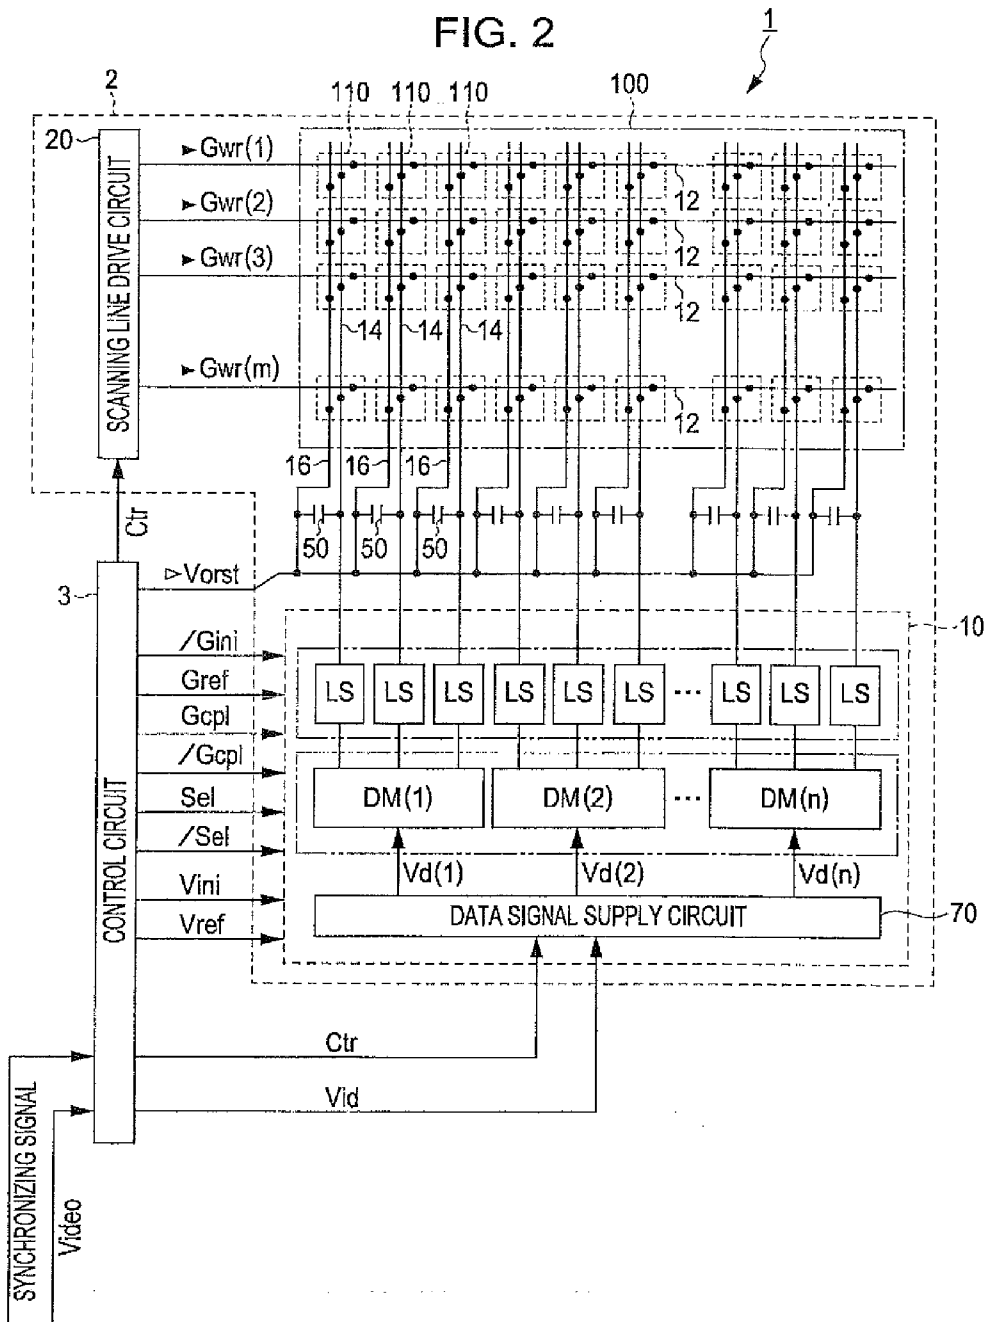 FIG. 2
1
2
110 110 110
100
20
SCANNING LINE DRIVE CIRCUIT
Gwr(1)
12
Gwr(2)
12
Gwr(3)
12
14 14 14
Gwr(m)
12
16 16 16
Ctr
50 50 50
Vorst
3
10
/Gini
Gref
LS LS LS LS LS LS ... LS LS LS
Gcpl
/Gcpl
CONTROL CIRCUIT
Sel
DM(1) DM(2) ... DM(n)
/Sel
Vd(1) Vd(2) Vd(n)
Vini
DATA SIGNAL SUPPLY CIRCUIT
70
Vref
Ctr
Vid
SYNCHRONIZING SIGNAL
Video